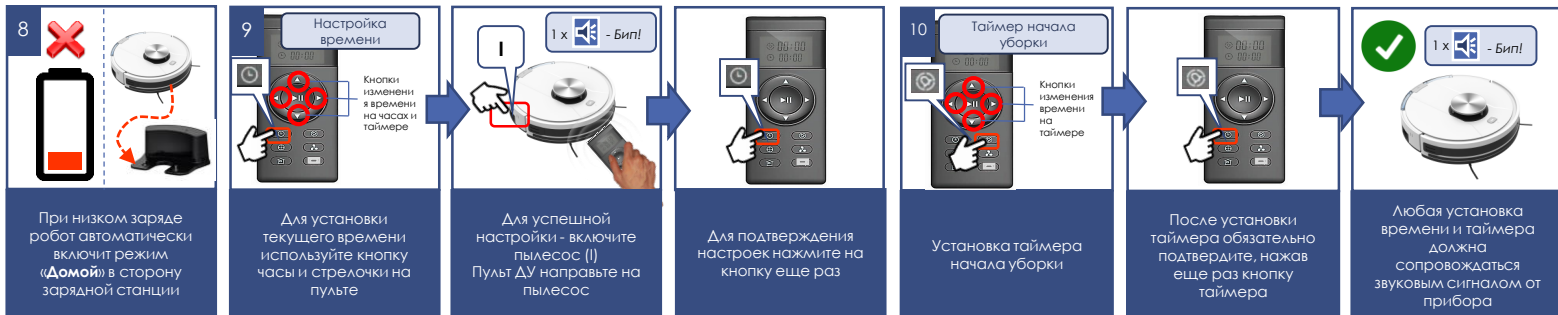 8
При низком заряде
робот автоматически
включит режим
«Домой» в сторону
зарядной станции
9
Настройка
времени
Кнопки
изменени
я времени
на часах и
таймере
Для установки
текущего времени
используйте кнопку
часы и стрелочки на
пульте
I
1 x - Бип!
Для успешной
настройки - включите
пылесос (I)
Пульт ДУ направьте на
пылесос
Для подтверждения
настроек нажмите на
кнопку еще раз
10
Таймер начала
уборки
Кнопки
изменения
времени
на
таймере
Установка таймера
начала уборки
После установки
таймера обязательно
подтвердите, нажав
еще раз кнопку
таймера
1 x - Бип!
Любая установка
времени и таймера
должна
сопровождаться
звуковым сигналом от
прибора